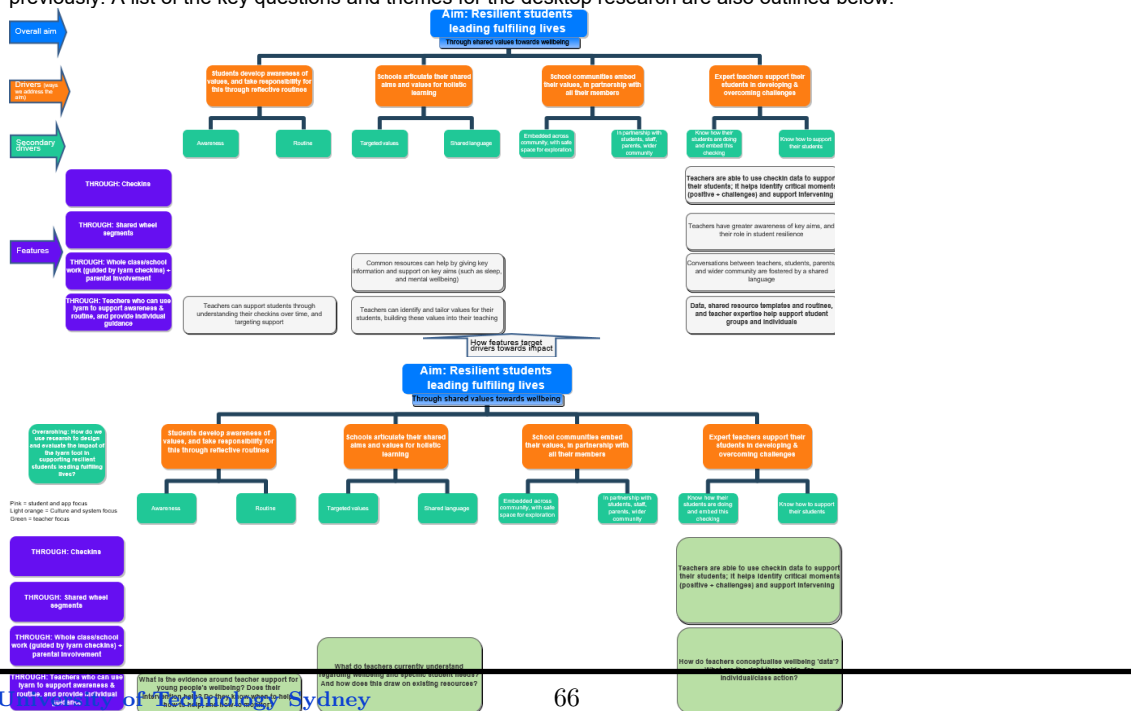 previously. A list of the key questions and themes for the desktop research are also outlined below.
Overall aim
Aim: Resilient students
leading fulfiling lives
Through shared values towards wellbeing
Drivers (ways
we address the
aim)
Students develop awareness of
values, and take responsibility for
this through reflective routines
Schools articulate their shared
aims and values for holistic
learning
School communities embed
their values, in partnership with
all their members
Expert teachers support their
students in developing &
overcoming challenges
Secondary
drivers
Awareness
Routine
Targeted values
Shared language
Embedded across
community, with safe
space for exploration
In partnership with
students, staff,
parents, wider
community
Know how their
students are doing
and embed this
checking
Know how to support
their students
Features
THROUGH: Checkins
Teachers are able to use checkin data to support
their students; it helps identify critical moments
(positive + challenges) and support intervening
THROUGH: Shared wheel
segments
Teachers have greater awareness of key aims, and
their role in student resilience
THROUGH: Whole class/school
work (guided by iyarn checkins) +
parental involvement
Common resources can help by giving key
information and support on key aims (such as sleep,
and mental wellbeing)
Conversations between teachers, students, parents
and wider community are fostered by a shared
language
THROUGH: Teachers who can use
iyarn to support awareness &
routine, and provide individual
guidance
Teachers can support students through
understanding their checkins over time, and
targeting support
Teachers can identify and tailor values for their
students, building these values into their teaching
Data, shared resource templates and routines,
and teacher expertise help support student
groups and individuals
How features target
drivers towards impact
Aim: Resilient students
leading fulfiling lives
Through shared values towards wellbeing
Overarching: How do we
use research to design
and evaluate the impact of
the iyarn tool in
supporting resilient
students leading fulfiling
lives?
Students develop awareness of
values, and take responsibility for
this through reflective routines
Schools articulate their shared
aims and values for holistic
learning
School communities embed
their values, in partnership with
all their members
Expert teachers support their
students in developing &
overcoming challenges
Pink = student and app focus
Light orange = Culture and system focus
Green = teacher focus
Awareness
Routine
Targeted values
Shared language
Embedded across
community, with safe
space for exploration
In partnership with
students, staff,
parents, wider
community
Know how their
students are doing
and embed this
checking
Know how to support
their students
THROUGH: Checkins
Teachers are able to use checkin data to support
their students; it helps identify critical moments
(positive + challenges) and support intervening
THROUGH: Shared wheel
segments
THROUGH: Whole class/school
work (guided by iyarn checkins) +
parental involvement
THROUGH: Teachers who can use
iyarn to support awareness &
routine, and provide individual
What is the evidence around teacher support for
young people's wellbeing? Does their
What do teachers currently understand
regarding wellbeing and specific student needs?
And how does this draw on existing resources?
How do teachers conceptualise wellbeing 'data'?
individual/class action?
University of Technology Sydney
66